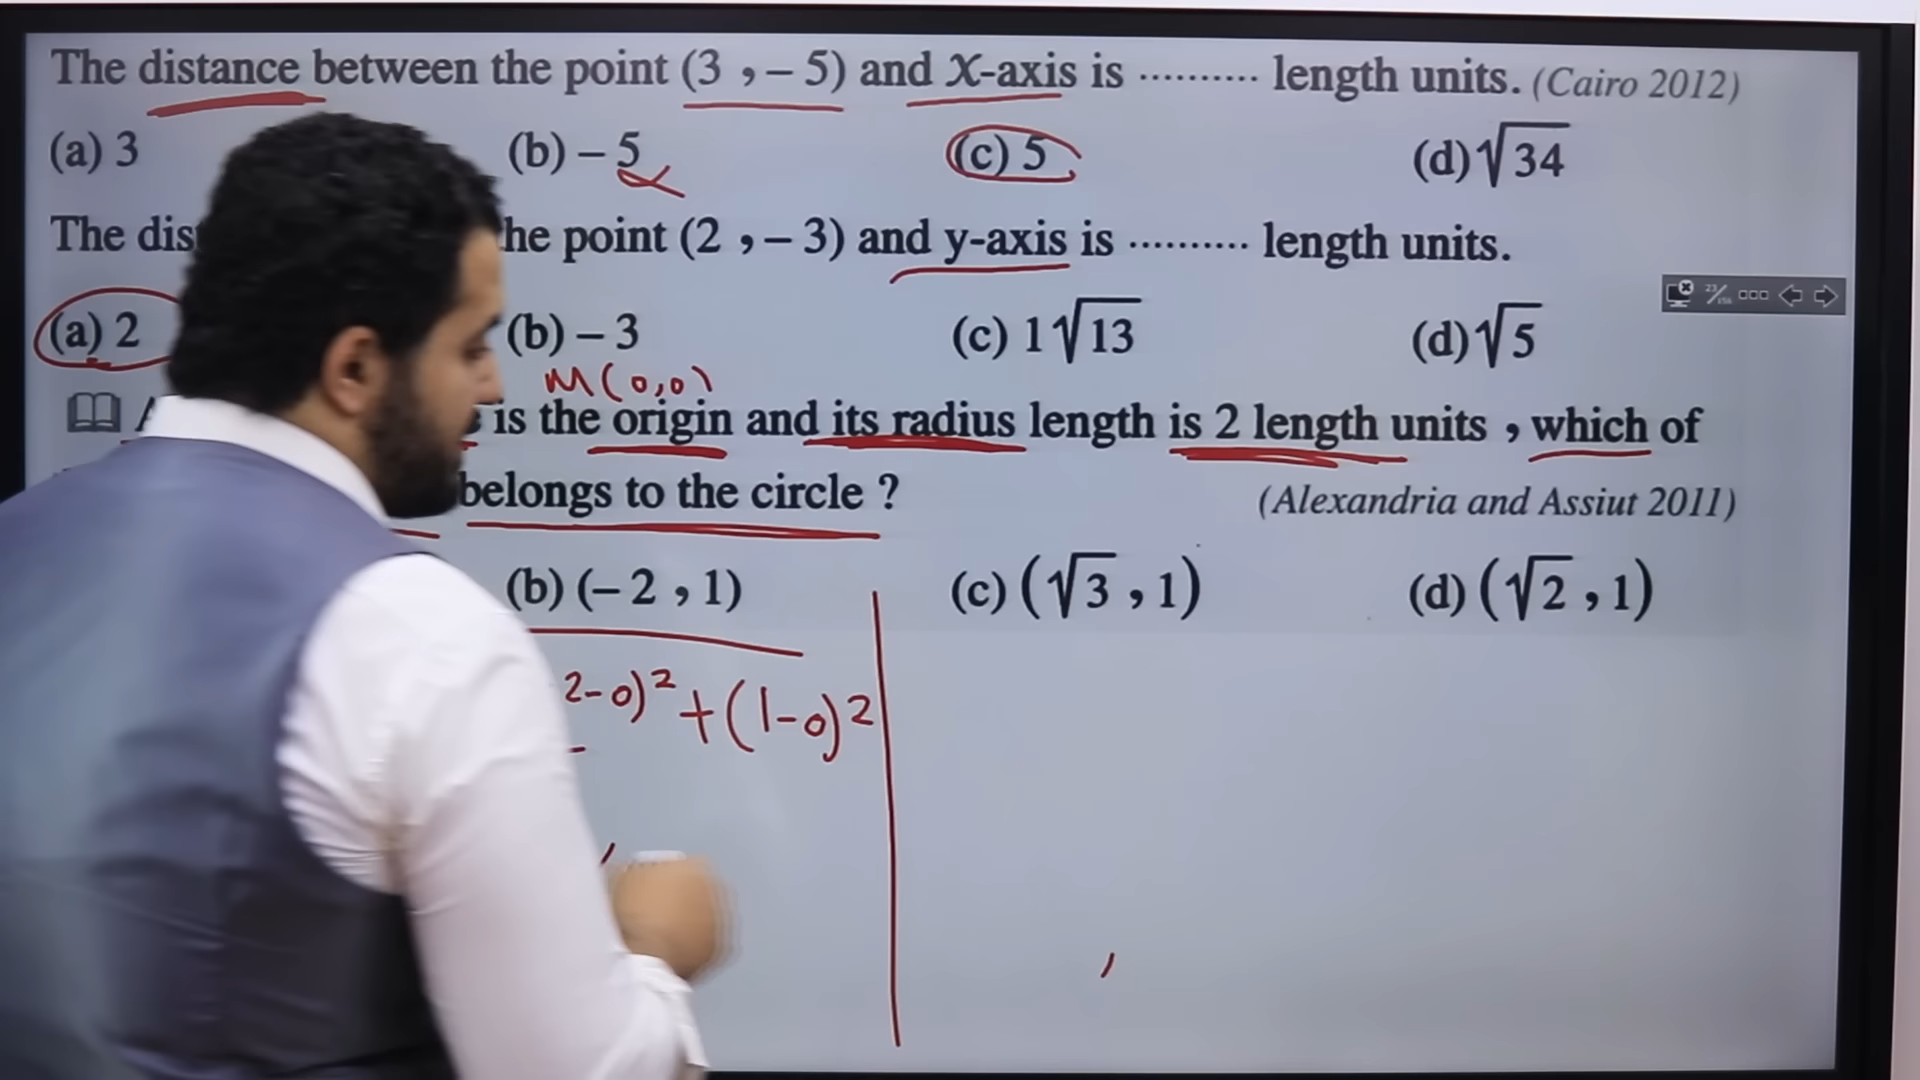 The distance between the point (3 , – 5) and X-axis is .......... length units. (Cairo 2012)
(a) 3 (b) – 5 (c) 5 (d) √34
The dis he point (2 , – 3) and y-axis is .......... length units.
(a) 2 (b) – 3 (c) 1√13 (d) √5
M(0,0)
is the origin and its radius length is 2 length units , which of
belongs to the circle ? (Alexandria and Assiut 2011)
(b) (– 2 , 1) (c) (√3 , 1) (d) (√2 , 1)
2-0)² + (1-0)²